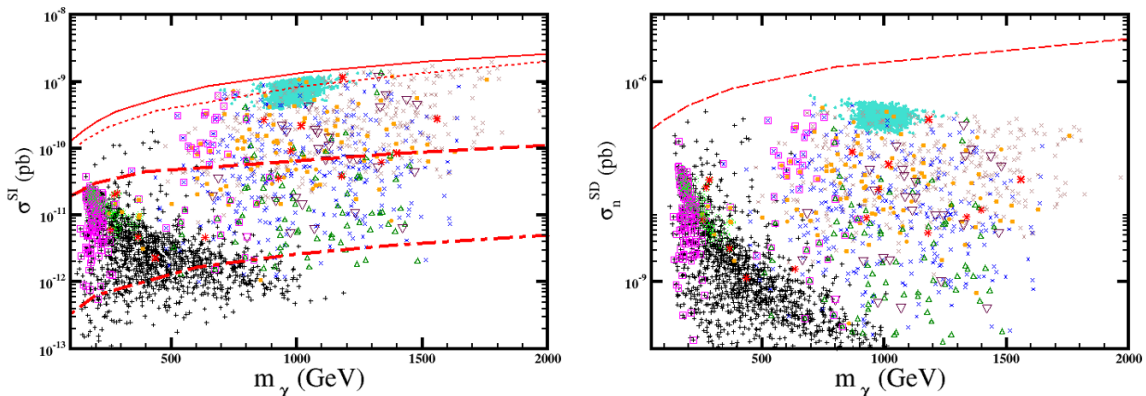 10⁻⁸
10⁻⁹
10⁻¹⁰
10⁻¹¹
10⁻¹²
10⁻¹³
σ^SI (pb)
500 1000 1500 2000
m_χ (GeV)
10⁻⁶
10⁻⁹
σ_n^SD (pb)
500 1000 1500 2000
m_χ (GeV)